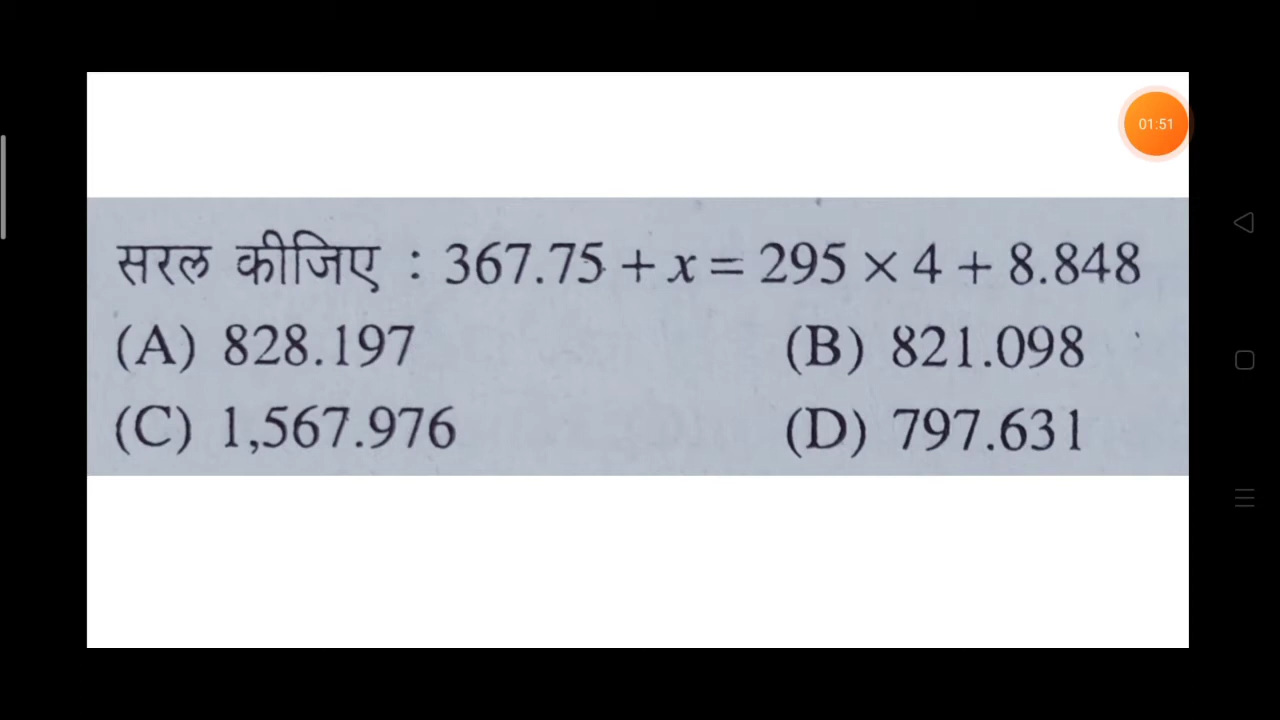 01:51
सरल कीजिए : 367.75 + x = 295 × 4 + 8.848
(A) 828.197 (B) 821.098
(C) 1,567.976 (D) 797.631